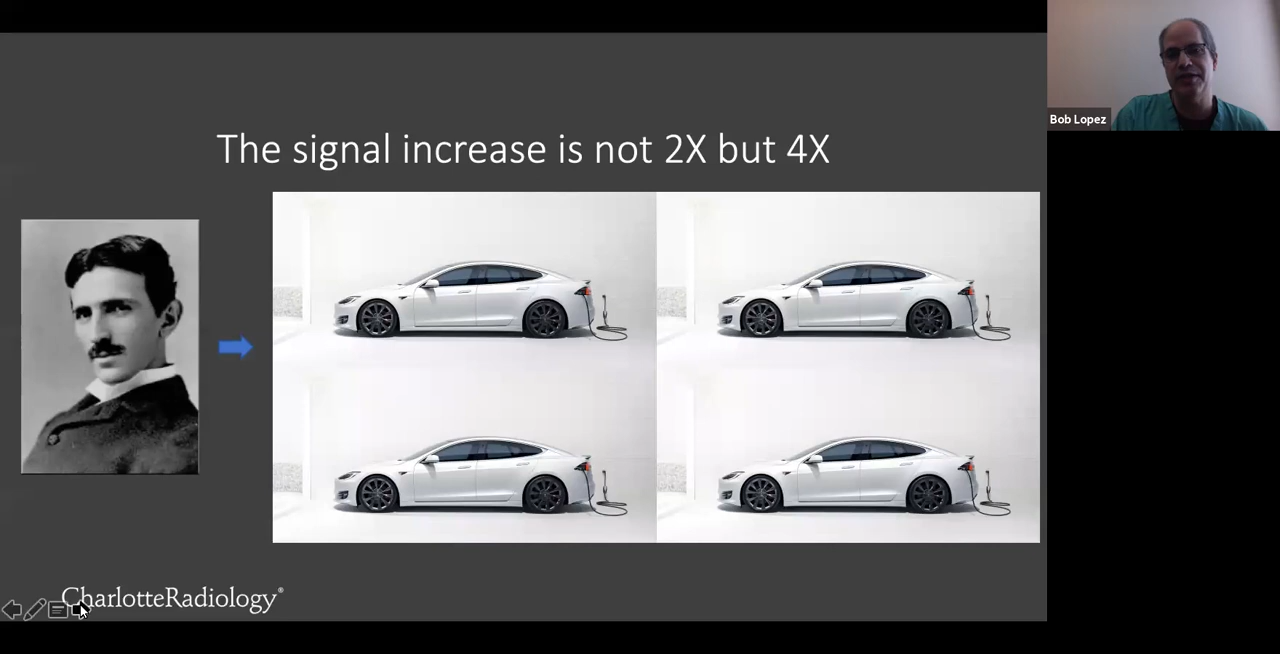 The signal increase is not 2X but 4X
Bob Lopez
CharlotteRadiology®